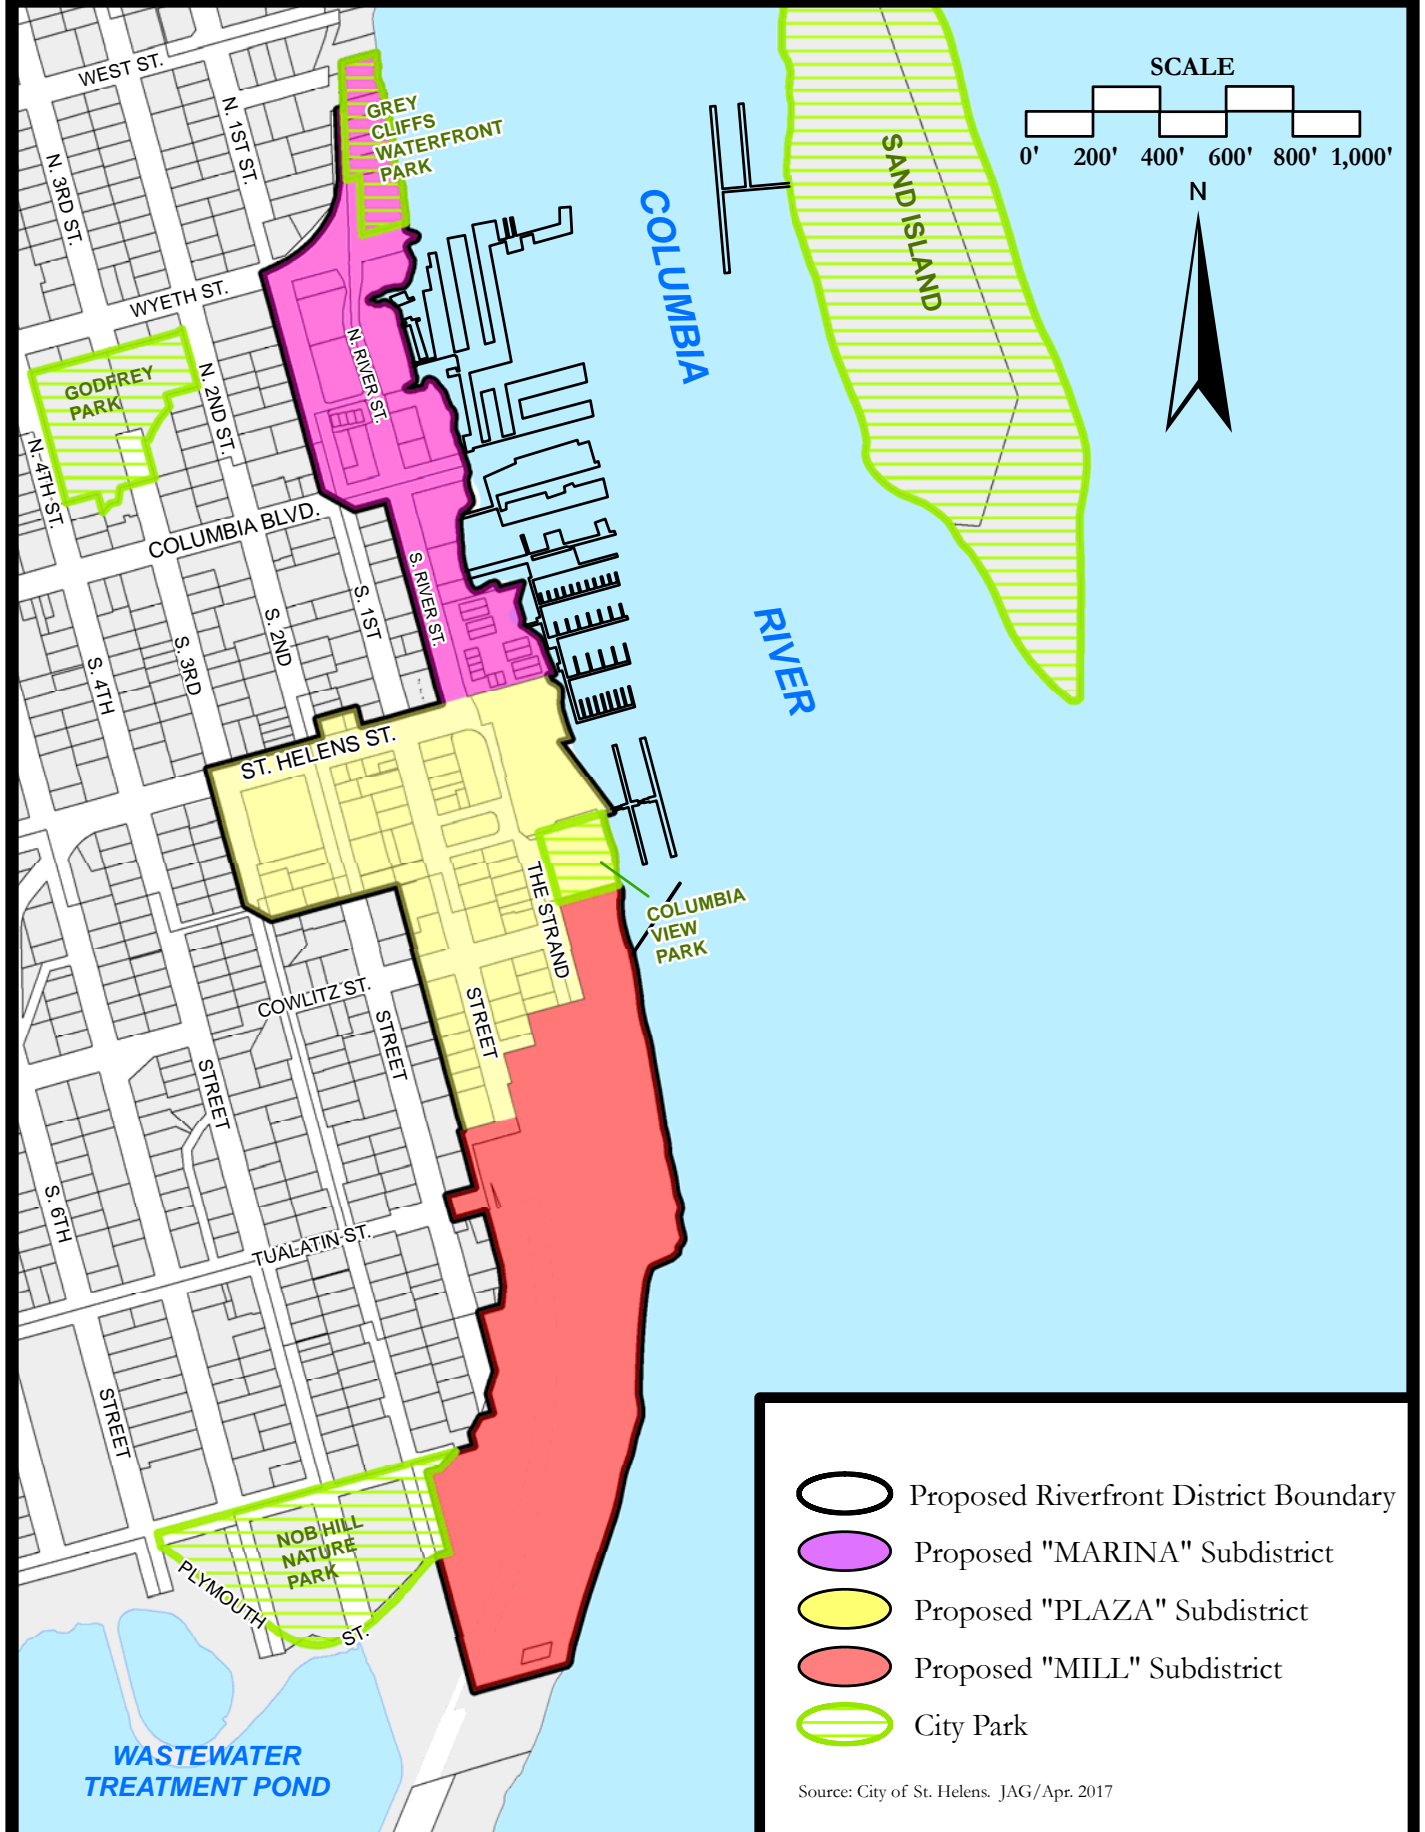 WEST ST.
N. 1ST ST.
N. 3RD ST.
GREY
CLIFFS
WATERFRONT
PARK
SCALE
0' 200' 400' 600' 800' 1,000'
N
SAND ISLAND
COLUMBIA
RIVER
WYETH ST.
N. RIVER ST.
GODFREY
PARK
N. 2ND ST.
N. 4TH ST.
COLUMBIA BLVD.
S. RIVER ST.
S. 1ST
S. 2ND
S. 3RD
S. 4TH
ST. HELENS ST.
THE STRAND
COLUMBIA
VIEW
PARK
COWLITZ ST.
STREET
STREET
STREET
S. 6TH
TUALATIN ST.
STREET
NOB HILL
NATURE
PARK
PLYMOUTH
ST.
WASTEWATER
TREATMENT POND
Proposed Riverfront District Boundary
Proposed "MARINA" Subdistrict
Proposed "PLAZA" Subdistrict
Proposed "MILL" Subdistrict
City Park
Source: City of St. Helens. JAG/Apr. 2017